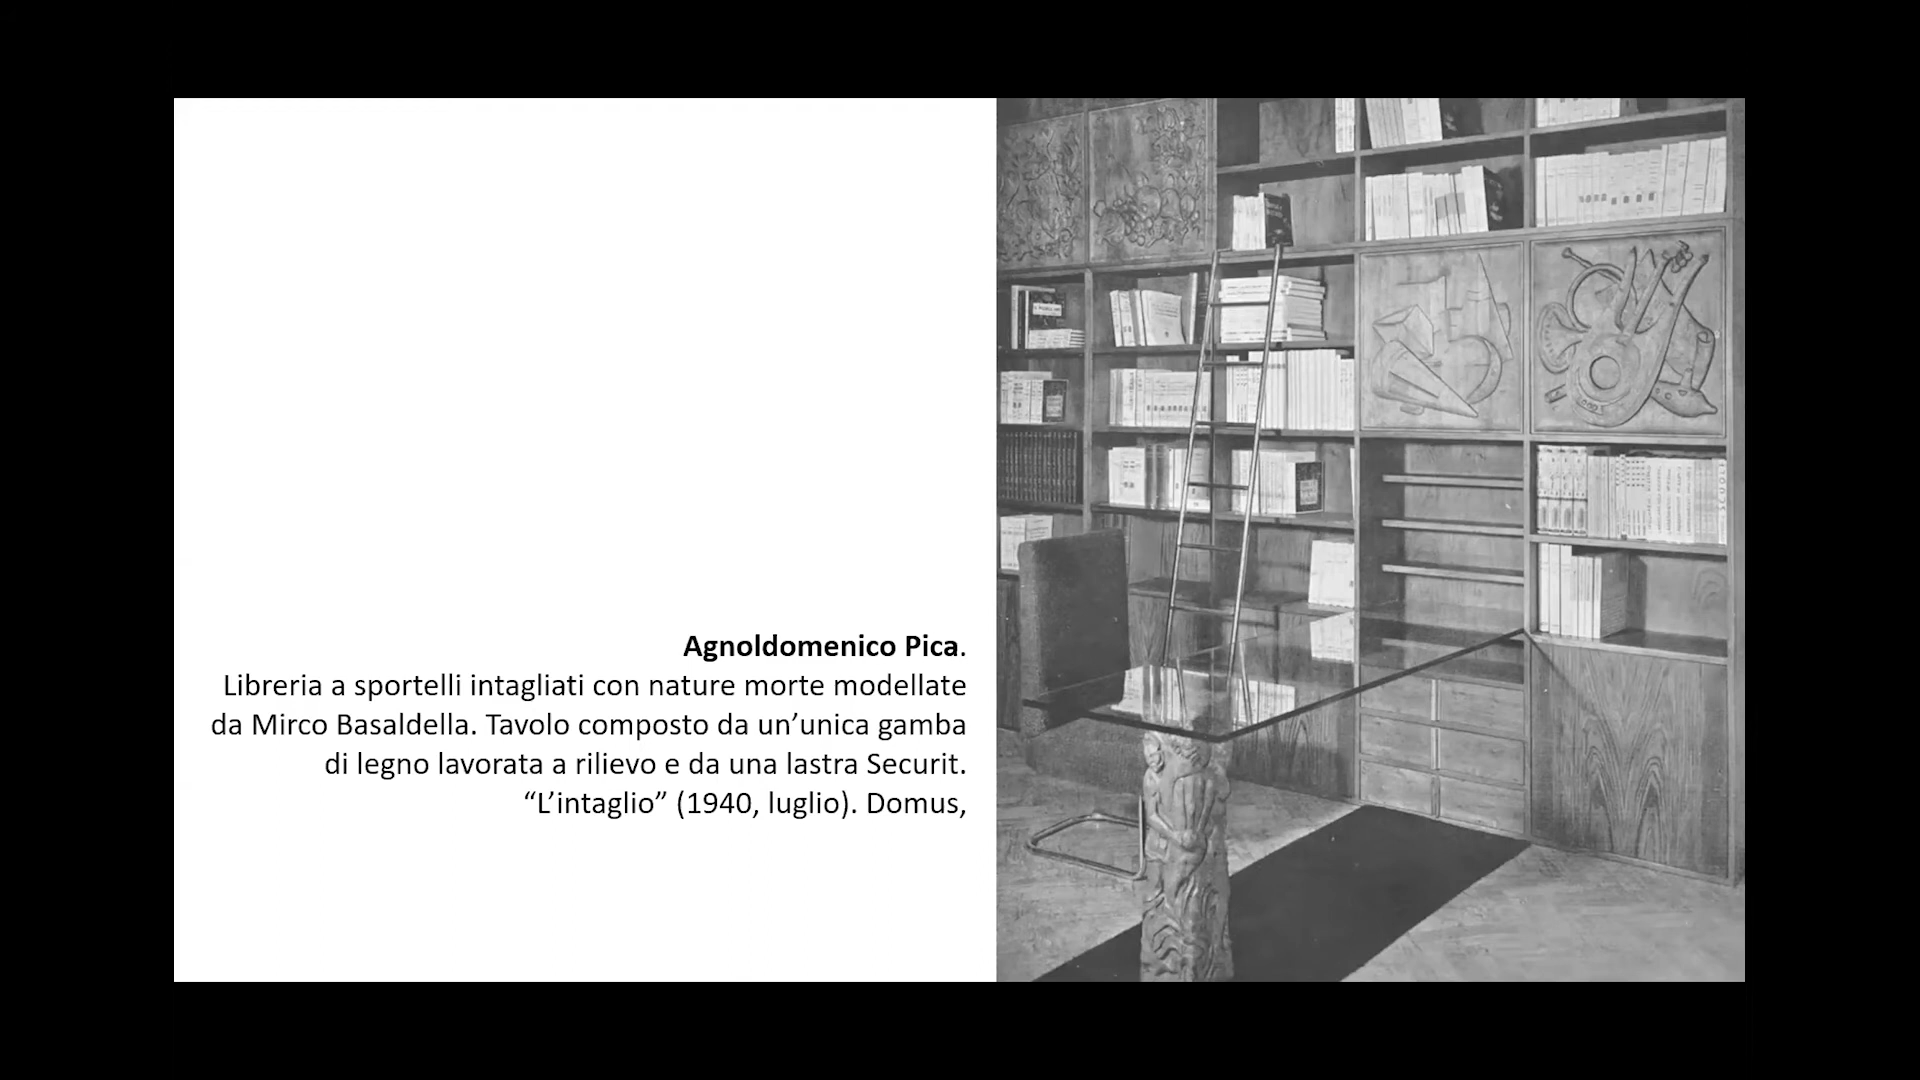 Agnoldomenico Pica.
Libreria a sportelli intagliati con nature morte modellate
da Mirco Basaldella. Tavolo composto da un’unica gamba
di legno lavorata a rilievo e da una lastra Securit.
“L’intaglio” (1940, luglio). Domus,